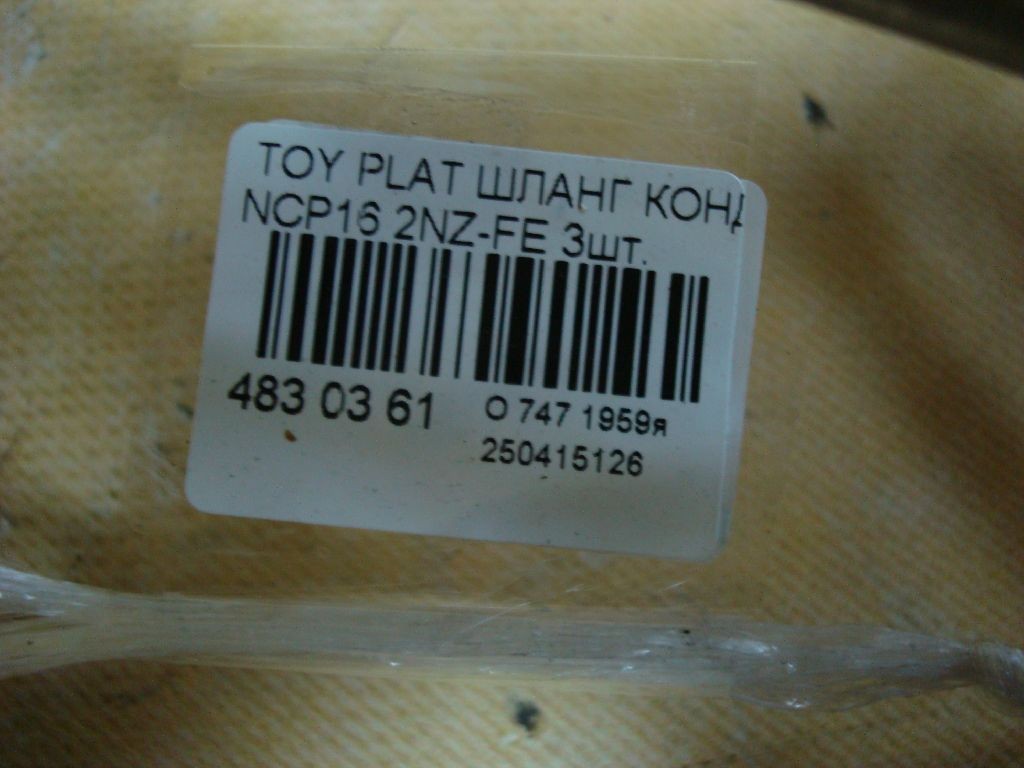 TOY PLAT ШЛАНГ КОНД
NCP16 2NZ-FE 3шт.
483 03 61
О 747 1959я
250415126